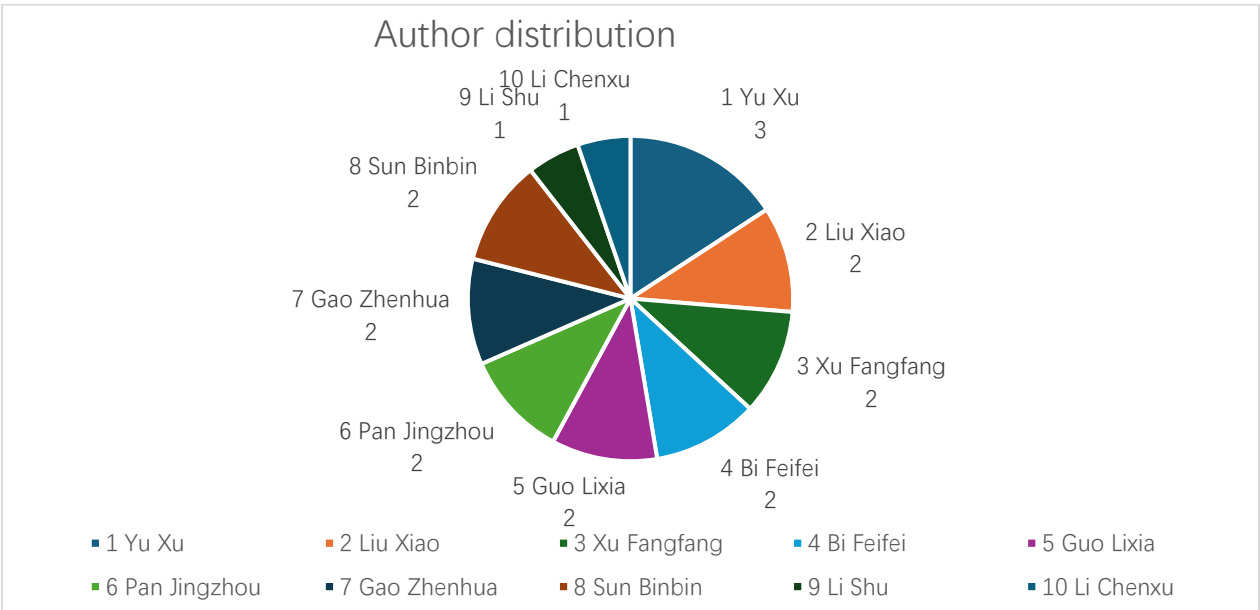 Author distribution
10 Li Chenxu
1
9 Li Shu
1
1 Yu Xu
3
8 Sun Binbin
2
2 Liu Xiao
2
7 Gao Zhenhua
2
3 Xu Fangfang
2
6 Pan Jingzhou
2
4 Bi Feifei
2
5 Guo Lixia
2
1 Yu Xu
2 Liu Xiao
3 Xu Fangfang
4 Bi Feifei
5 Guo Lixia
6 Pan Jingzhou
7 Gao Zhenhua
8 Sun Binbin
9 Li Shu
10 Li Chenxu